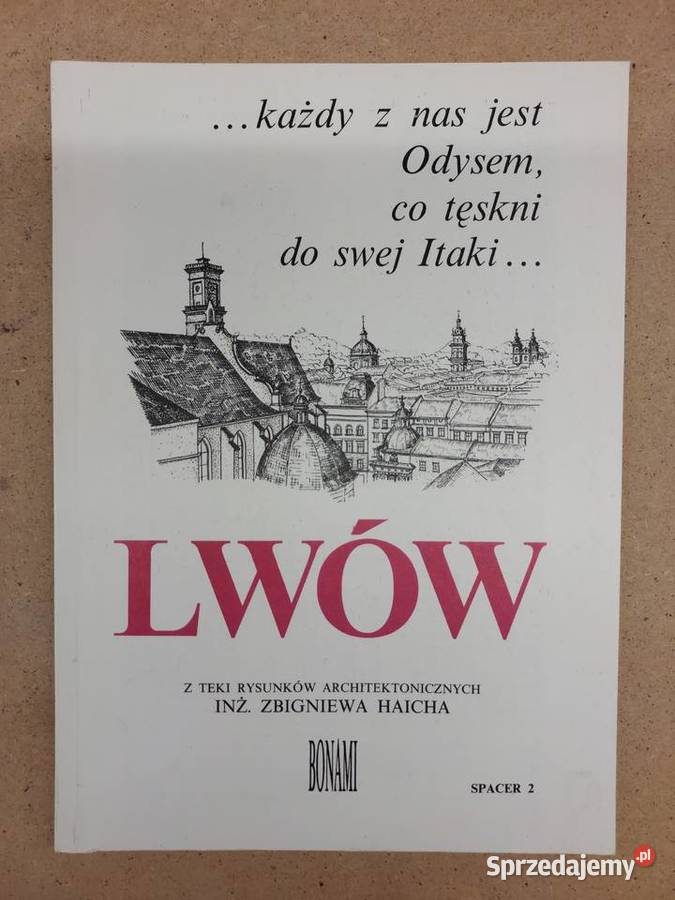 ...każdy z nas jest
Odysem,
co tęskni
do swej Itaki...
LWÓW
Z TEKI RYSUNKÓW ARCHITEKTONICZNYCH
INŻ. ZBIGNIEWA HAICHA
BONAMI
SPACER 2
Sprzedajemy.pl